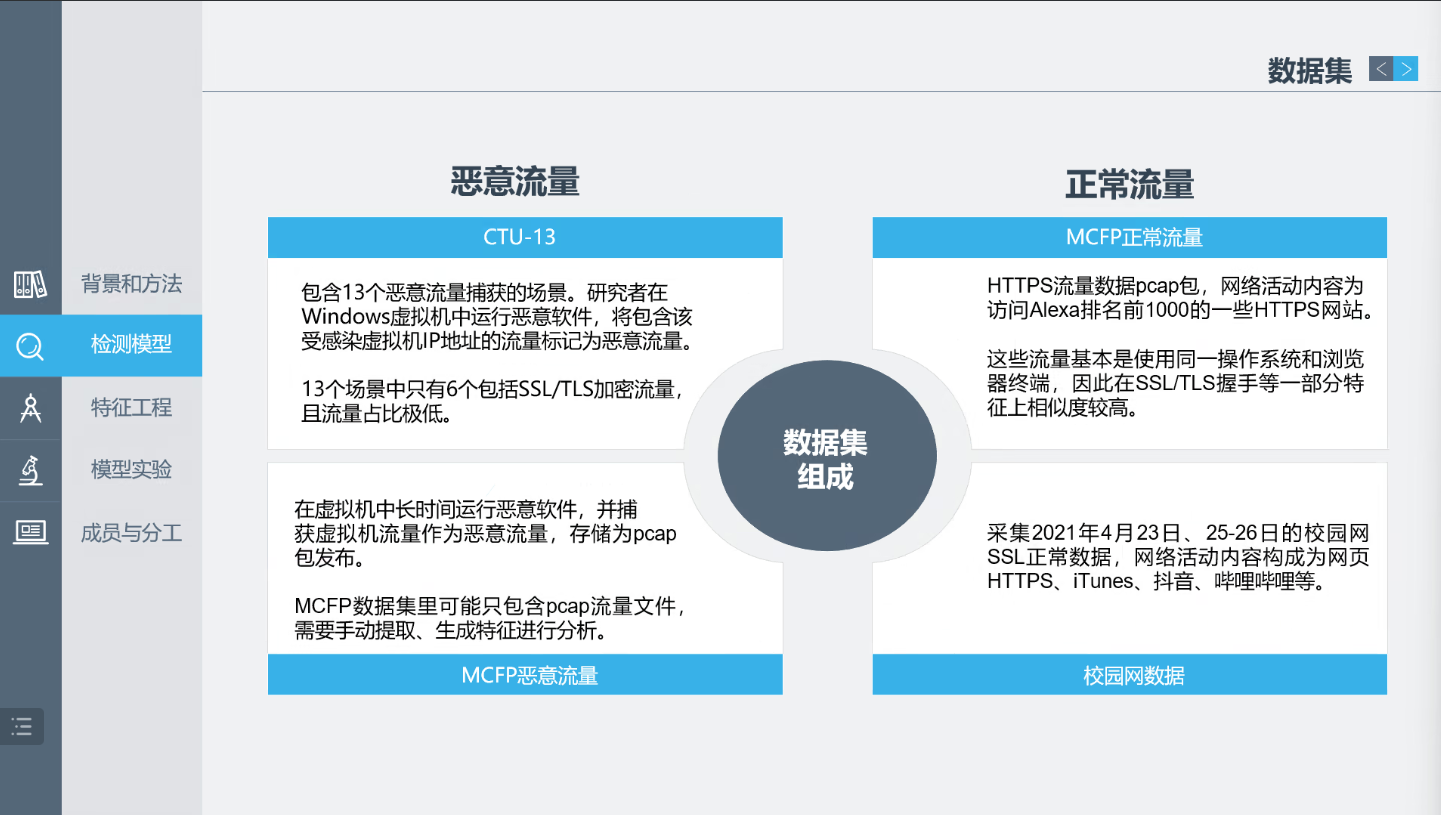 数据集
< >
背景和方法
检测模型
特征工程
模型实验
成员与分工
恶意流量
CTU-13
包含13个恶意流量捕获的场景。研究者在
Windows虚拟机中运行恶意软件，将包含该
受感染虚拟机IP地址的流量标记为恶意流量。
13个场景中只有6个包括SSL/TLS加密流量，
且流量占比极低。
在虚拟机中长时间运行恶意软件，并捕
获虚拟机流量作为恶意流量，存储为pcap
包发布。
MCFP数据集里可能只包含pcap流量文件，
需要手动提取、生成特征进行分析。
MCFP恶意流量
数据集
组成
正常流量
MCFP正常流量
HTTPS流量数据pcap包，网络活动内容为
访问Alexa排名前1000的一些HTTPS网站。
这些流量基本是使用同一操作系统和浏览
器终端，因此在SSL/TLS握手等一部分特
征上相似度较高。
采集2021年4月23日、25-26日的校园网
SSL正常数据，网络活动内容构成为网页
HTTPS、iTunes、抖音、哔哩哔哩等。
校园网数据